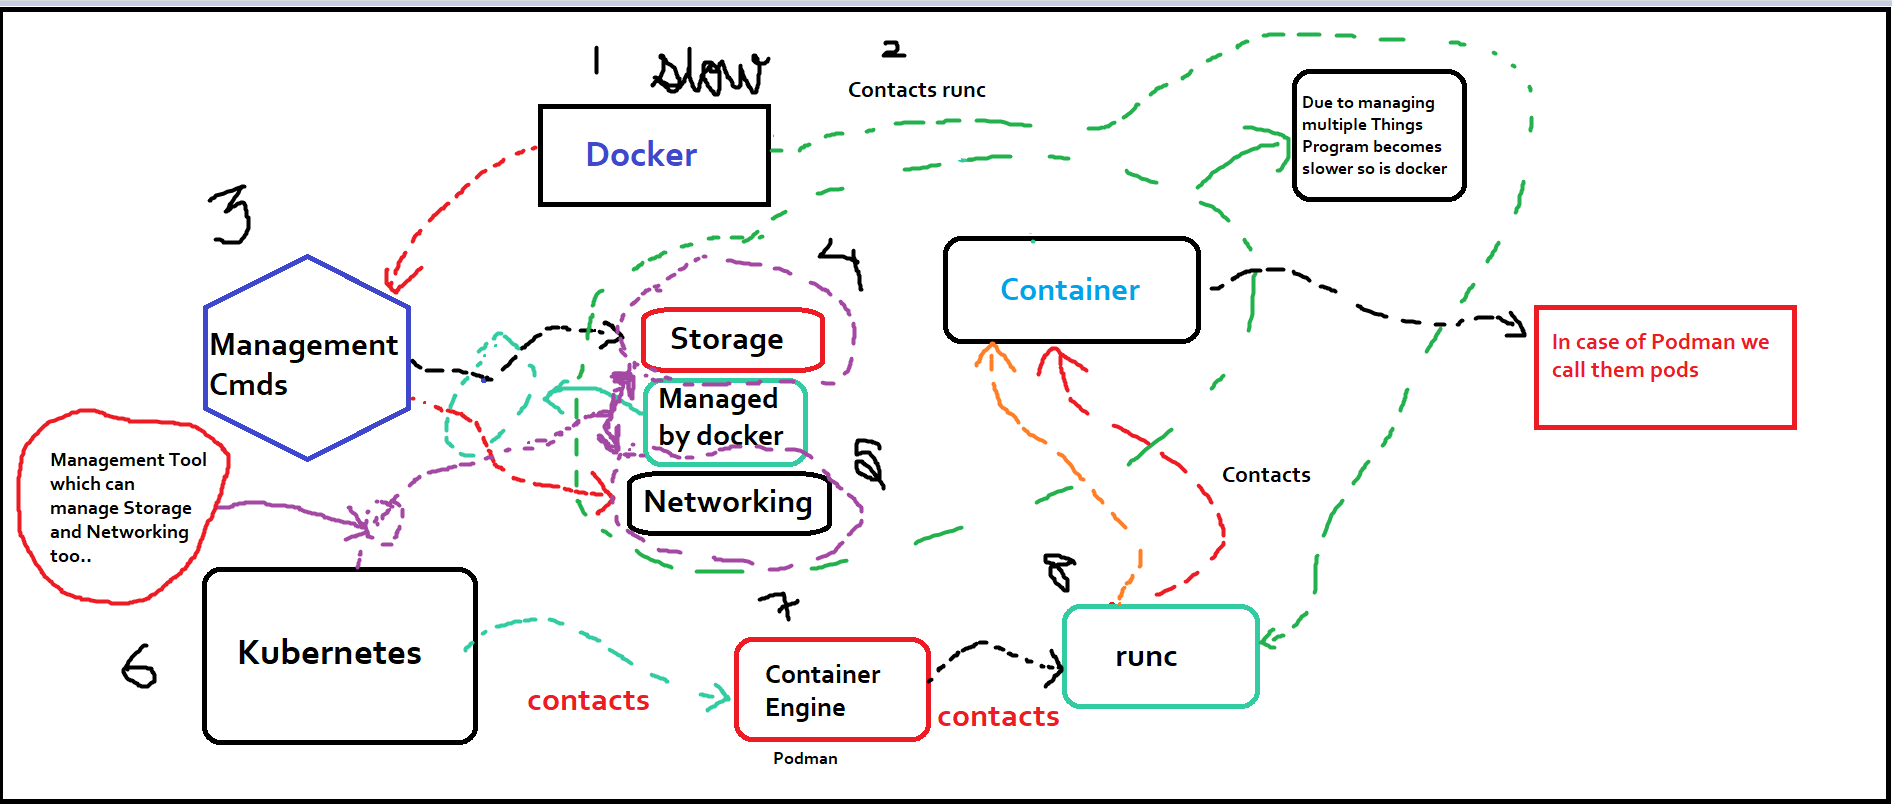 1
slow
2
Contacts runc
Docker
Due to managing
multiple Things
Program becomes
slower so is docker
3
4
Container
Management
Cmds
Storage
Managed
by docker
In case of Podman we
call them pods
5
Networking
Contacts
Management Tool
which can
manage Storage
and Networking
too..
6
Kubernetes
contacts
7
Container
Engine
Podman
contacts
8
runc